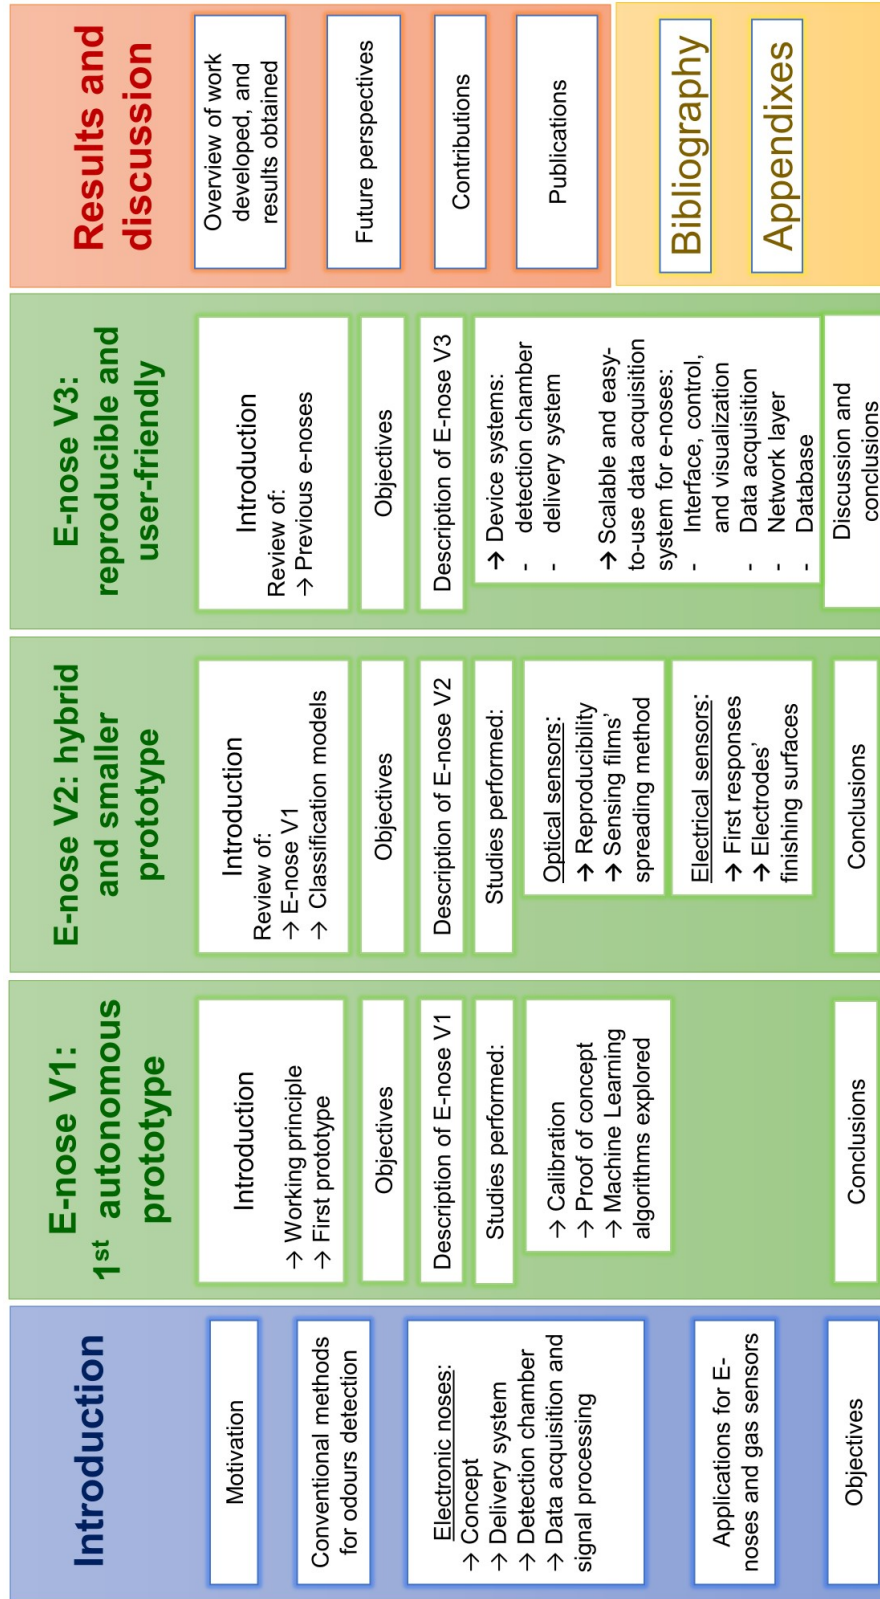 Introduction
Motivation
Conventional methods
for odours detection
Electronic noses:
→ Concept
→ Delivery system
→ Detection chamber
→ Data acquisition and
signal processing
Applications for E-
noses and gas sensors
Objectives
E-nose V1:
1st autonomous
prototype
Introduction
→ Working principle
→ First prototype
Objectives
Description of E-nose V1
Studies performed:
→ Calibration
→ Proof of concept
→ Machine Learning
algorithms explored
Conclusions
E-nose V2: hybrid
and smaller
prototype
Introduction
Review of:
→ E-nose V1
→ Classification models
Objectives
Description of E-nose V2
Studies performed:
Optical sensors:
→ Reproducibility
→ Sensing films’
spreading method
Electrical sensors:
→ First responses
→ Electrodes’
finishing surfaces
Conclusions
E-nose V3:
reproducible and
user-friendly
Introduction
Review of:
→ Previous e-noses
Objectives
Description of E-nose V3
→ Device systems:
- detection chamber
- delivery system
→ Scalable and easy-
to-use data acquisition
system for e-noses:
- Interface, control,
and visualization
- Data acquisition
- Network layer
- Database
Discussion and
conclusions
Results and
discussion
Overview of work
developed, and
results obtained
Future perspectives
Contributions
Publications
Bibliography
Appendixes